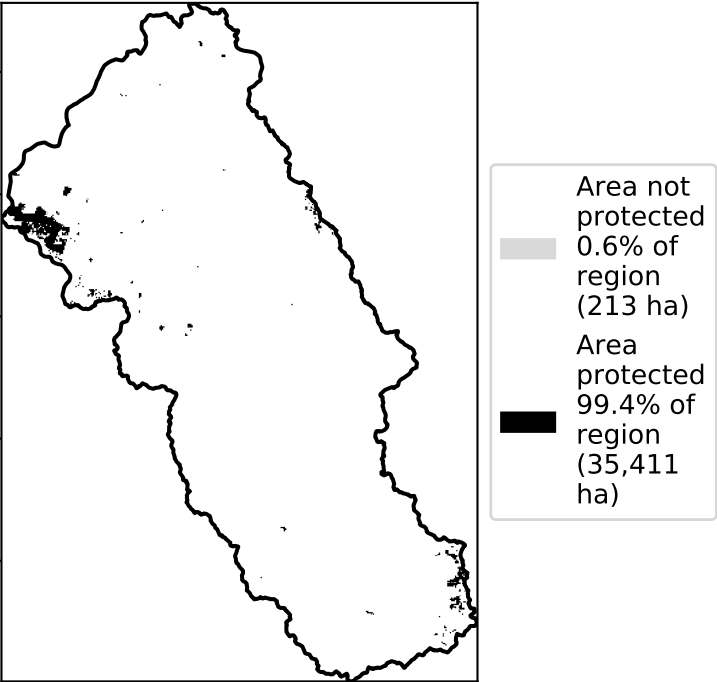 Area not
protected
0.6% of
region
(213 ha)
Area
protected
99.4% of
region
(35,411
ha)